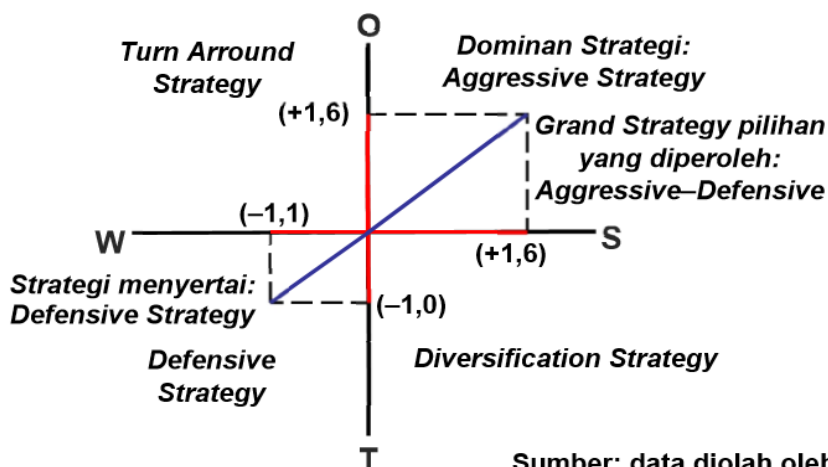 O
Turn Arround
Strategy
Dominan Strategi:
Aggressive Strategy
(+1,6)
Grand Strategy pilihan
yang diperoleh:
Aggressive–Defensive
(–1,1)
W
S
(+1,6)
Strategi menyertai:
Defensive Strategy
(–1,0)
Defensive
Strategy
Diversification Strategy
T
Sumber: data diolah oleh